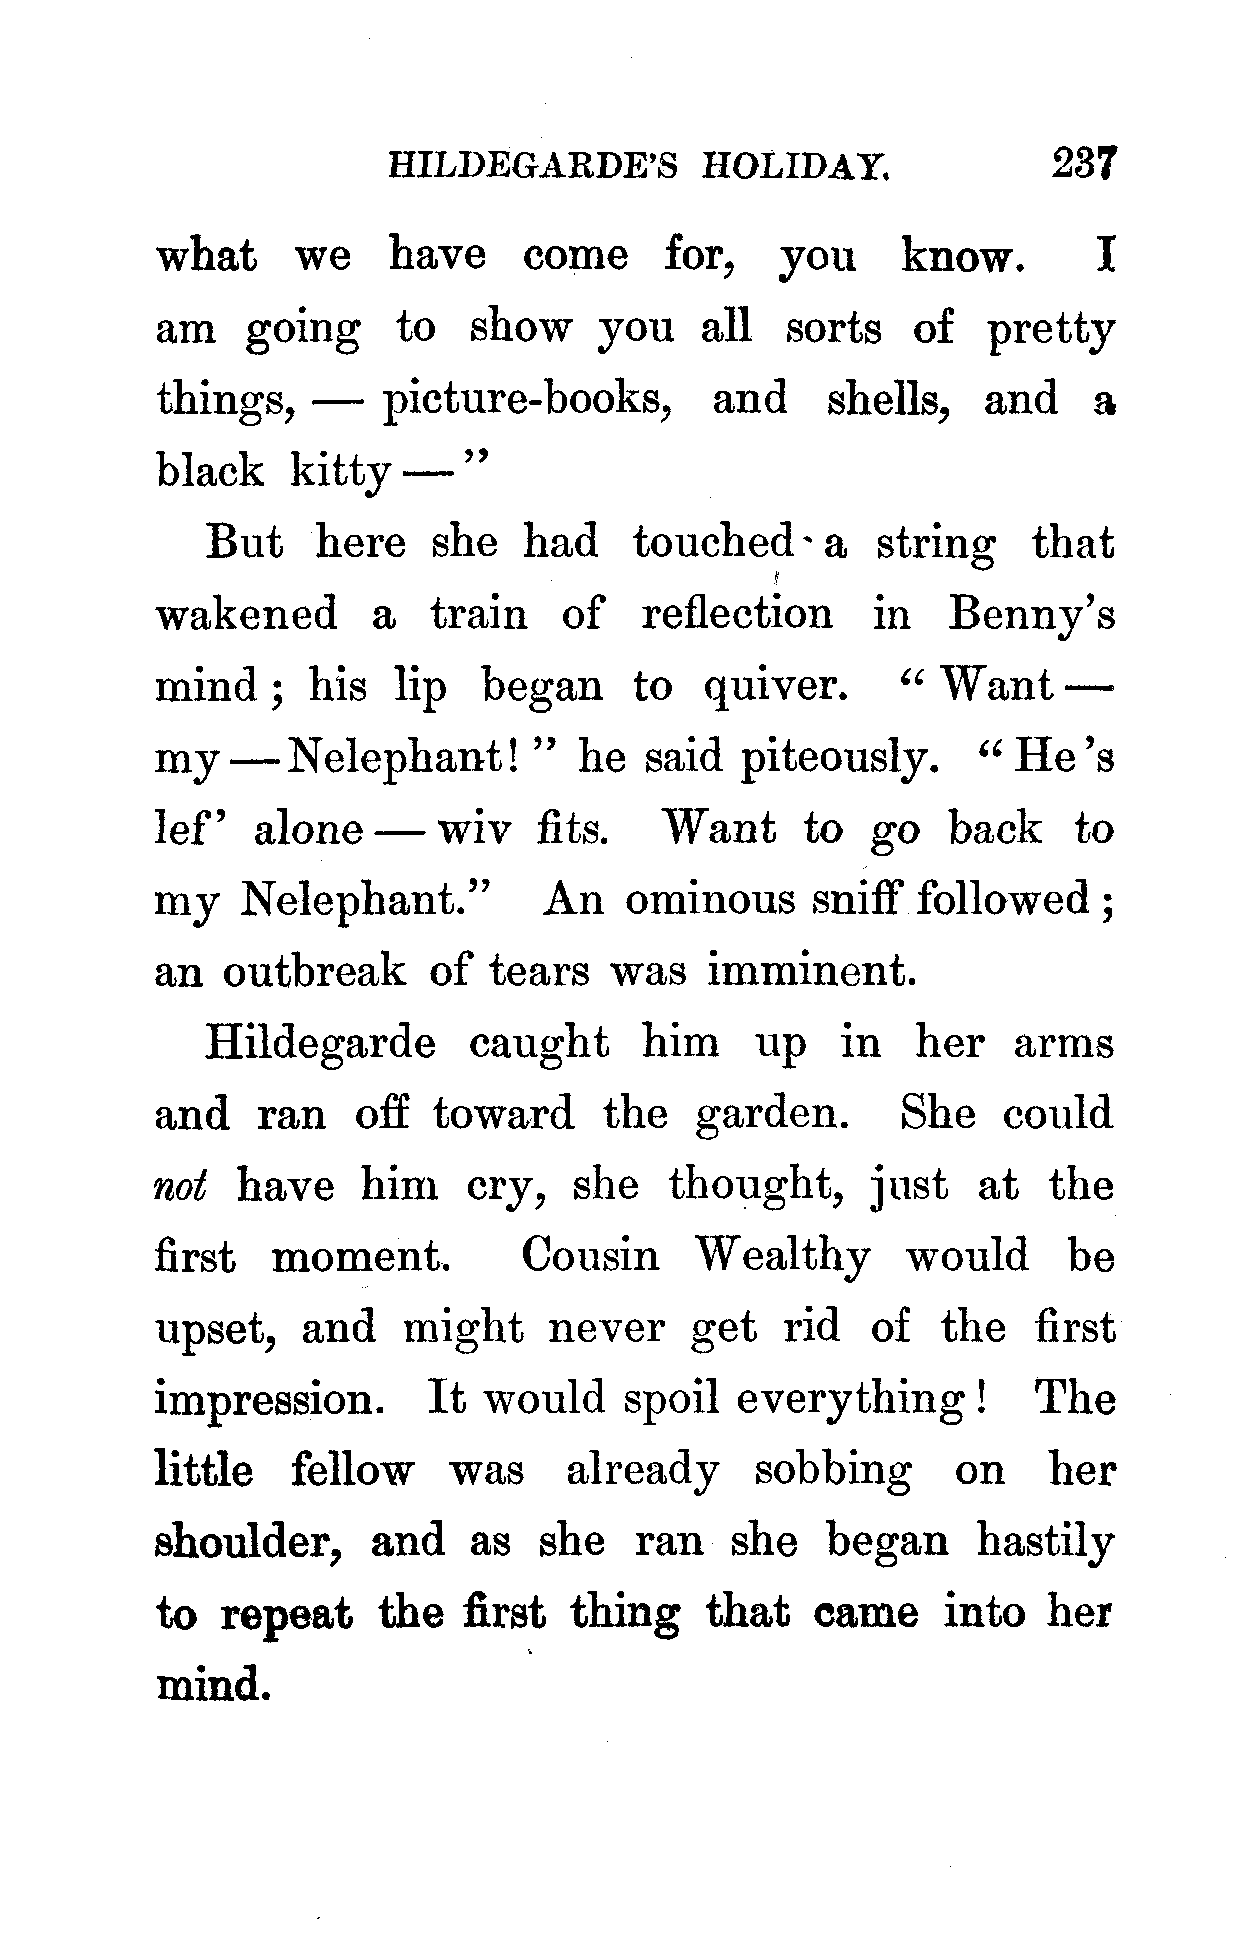 HILDEGARDE'S HOLIDAY. 237
what we have come for, you know. I
am going to show you all sorts of pretty
things, — picture-books, and shells, and a
black kitty — "
But here she had touched a string that
wakened a train of reflection in Benny's
mind ; his lip began to quiver. " Want —
my — Nelephant! " he said piteously. " He 's
lef' alone — wiv fits. Want to go back to
my Nelephant." An ominous sniff followed ;
an outbreak of tears was imminent.
Hildegarde caught him up in her arms
and ran off toward the garden. She could
not have him cry, she thought, just at the
first moment. Cousin Wealthy would be
upset, and might never get rid of the first
impression. It would spoil everything ! The
little fellow was already sobbing on her
shoulder, and as she ran she began hastily
to repeat the first thing that came into her
mind.